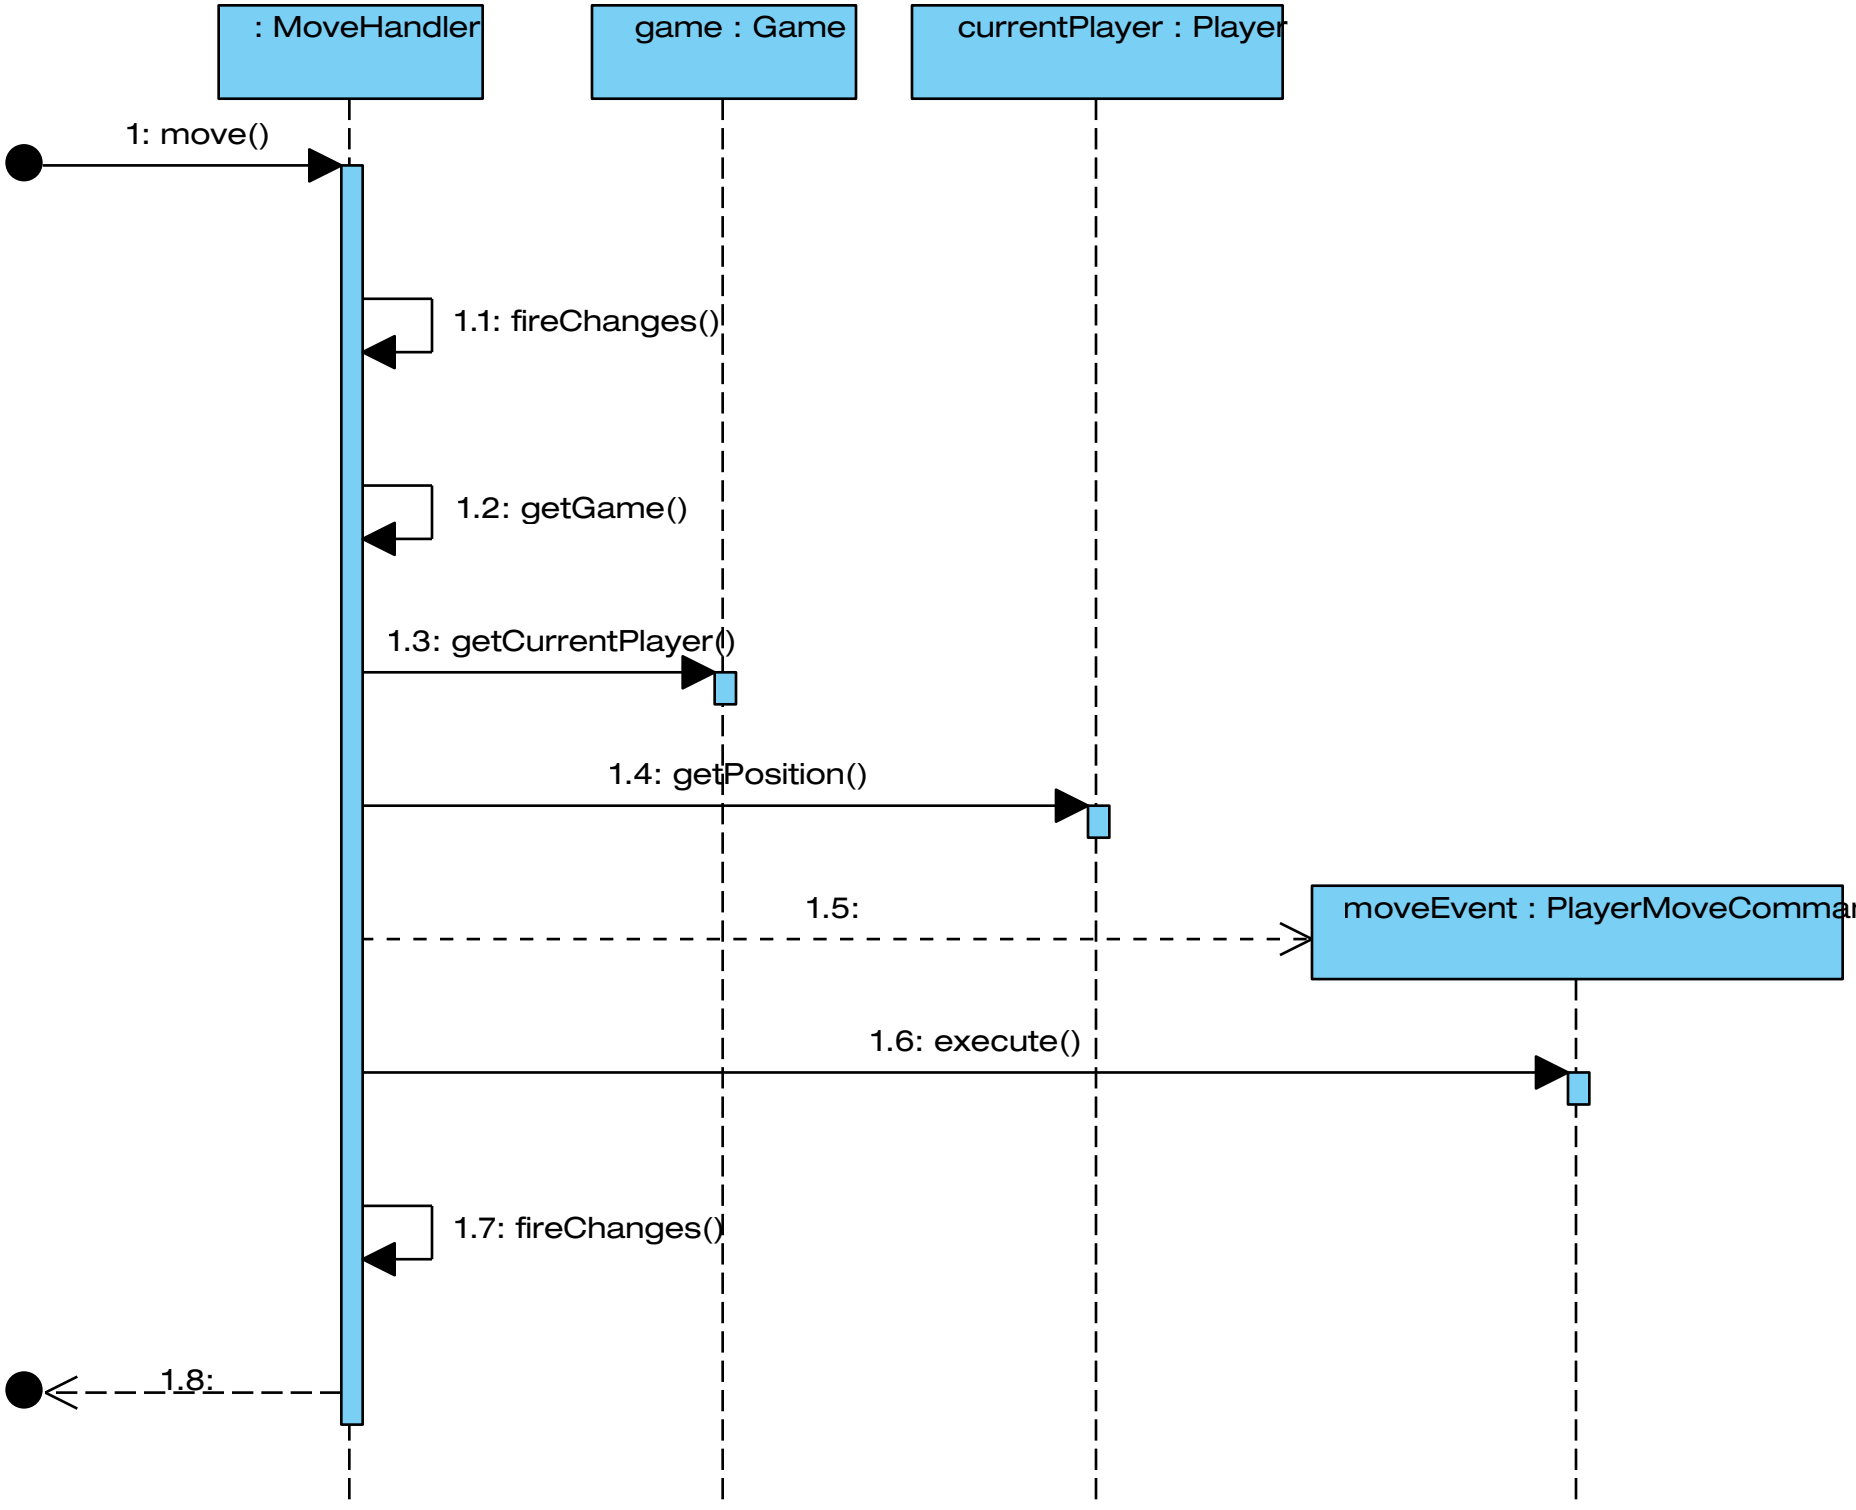 : MoveHandler
game : Game
currentPlayer : Player
1: move()
1.1: fireChanges()
1.2: getGame()
1.3: getCurrentPlayer()
1.4: getPosition()
1.5:
moveEvent : PlayerMoveComma
1.6: execute()
1.7: fireChanges()
1.8: